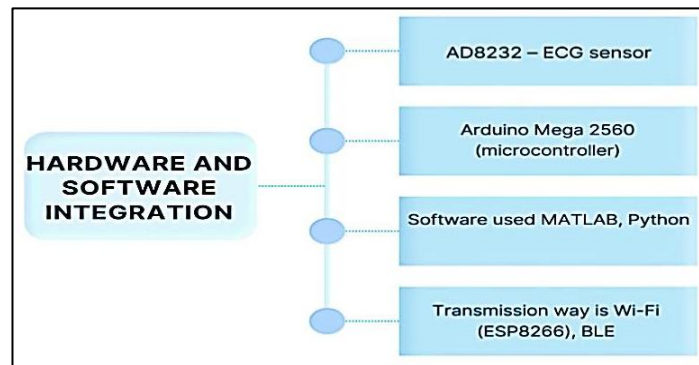 HARDWARE AND
SOFTWARE
INTEGRATION
AD8232 – ECG sensor
Arduino Mega 2560
(microcontroller)
Software used MATLAB, Python
Transmission way is Wi-Fi
(ESP8266), BLE